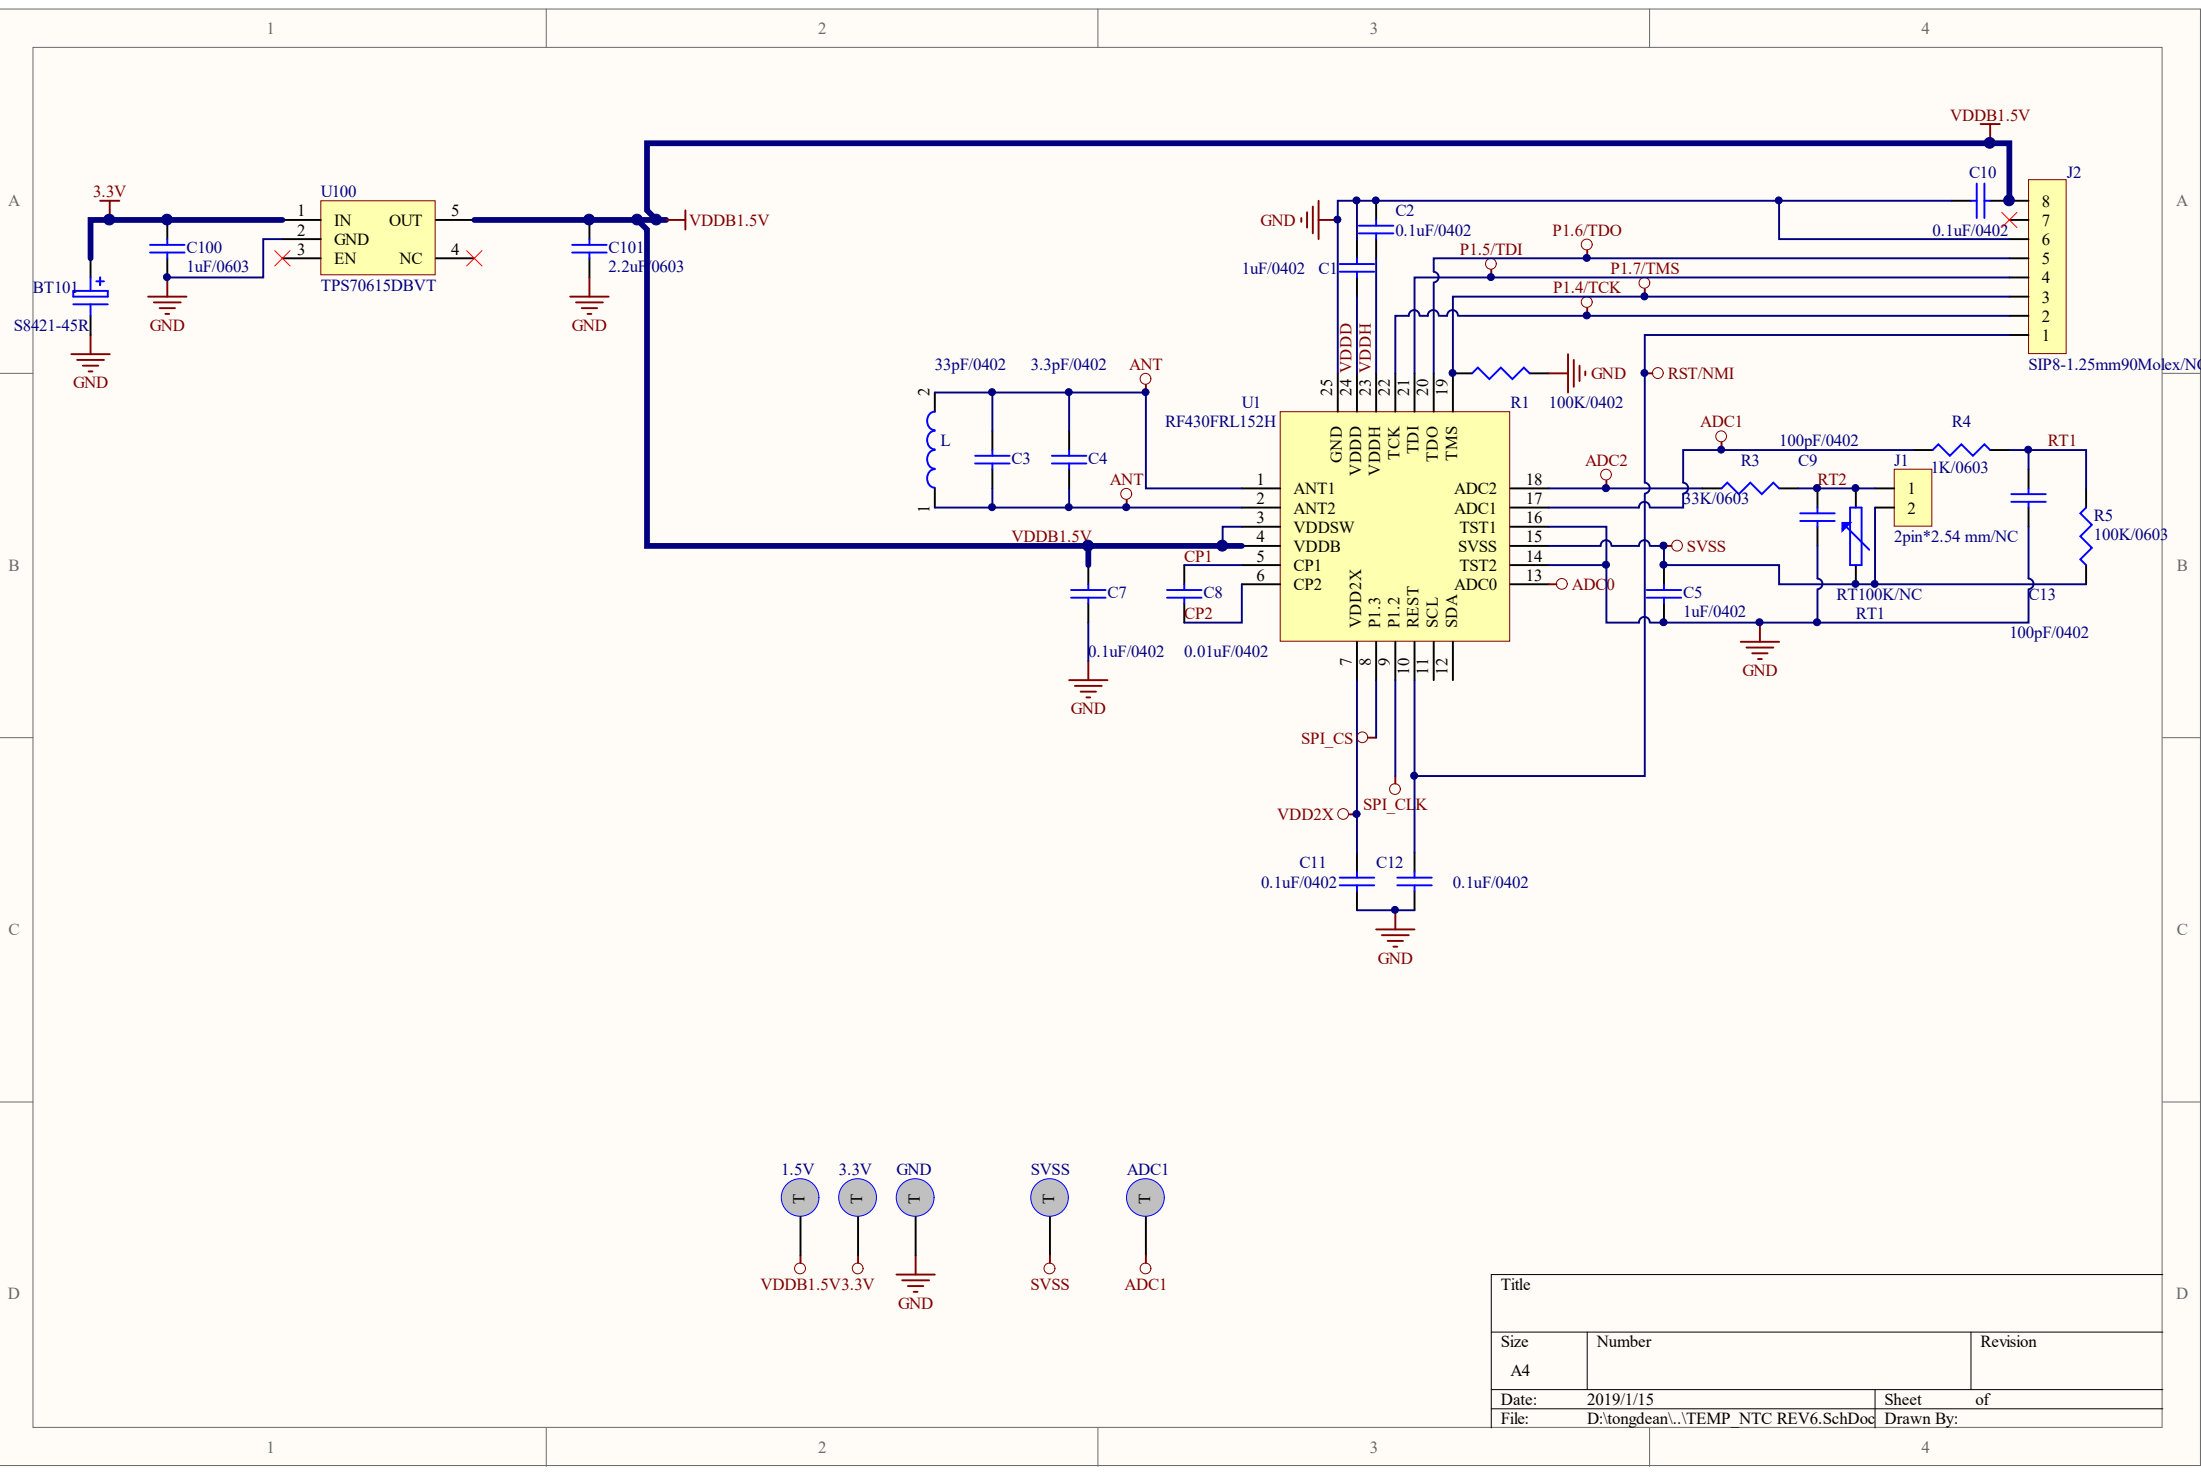 1 2 3 4
A
A
B
B
C
C
D
D
1 2 3 4
3.3V
BT101
+
S8421-45R
GND
C100
1uF/0603
GND
U100
1 IN OUT 5
2 GND
3 EN NC 4
TPS70615DBVT
C101
2.2uF/0603
GND
VDDB1.5V
VDDB1.5V
C10
0.1uF/0402
J2
8
7
6
5
4
3
2
1
SIP8-1.25mm90Molex/NC
GND
C2
0.1uF/0402
1uF/0402 C1
P1.6/TDO
P1.5/TDI
P1.7/TMS
P1.4/TCK
VDDD
VDDH
RST/NMI
GND
R1 100K/0402
33pF/0402 3.3pF/0402 ANT
2
L
1
C3
C4
ANT
U1
RF430FRL152H
25 24 23 22 21 20 19
GND VDDD VDDH TCK TDI TDO TMS
1 ANT1
2 ANT2
3 VDDSW
4 VDDB
5 CP1
6 CP2
ADC2 18
ADC1 17
TST1 16
SVSS 15
TST2 14
ADC0 13
VDD2X P1.3 P1.2 REST SCL SDA
7 8 9 10 11 12
VDDB1.5V
CP1
C7
C8
CP2
0.1uF/0402 0.01uF/0402
GND
ADC1
100pF/0402
R4
1K/0603
RT1
ADC2
R3
33K/0603
C9
RT2
J1
1
2
2pin*2.54 mm/NC
R5
100K/0603
SVSS
ADC0
C5
1uF/0402
RT100K/NC
RT1
C13
100pF/0402
GND
SPI_CS
SPI_CLK
VDD2X
C11 C12
0.1uF/0402 0.1uF/0402
GND
1.5V 3.3V GND SVSS ADC1
T T T T T
VDDB1.5V 3.3V GND SVSS ADC1
Title
Size Number Revision
A4
Date: 2019/1/15 Sheet of
File: D:\tongdean\..\TEMP_NTC REV6.SchDoc Drawn By: